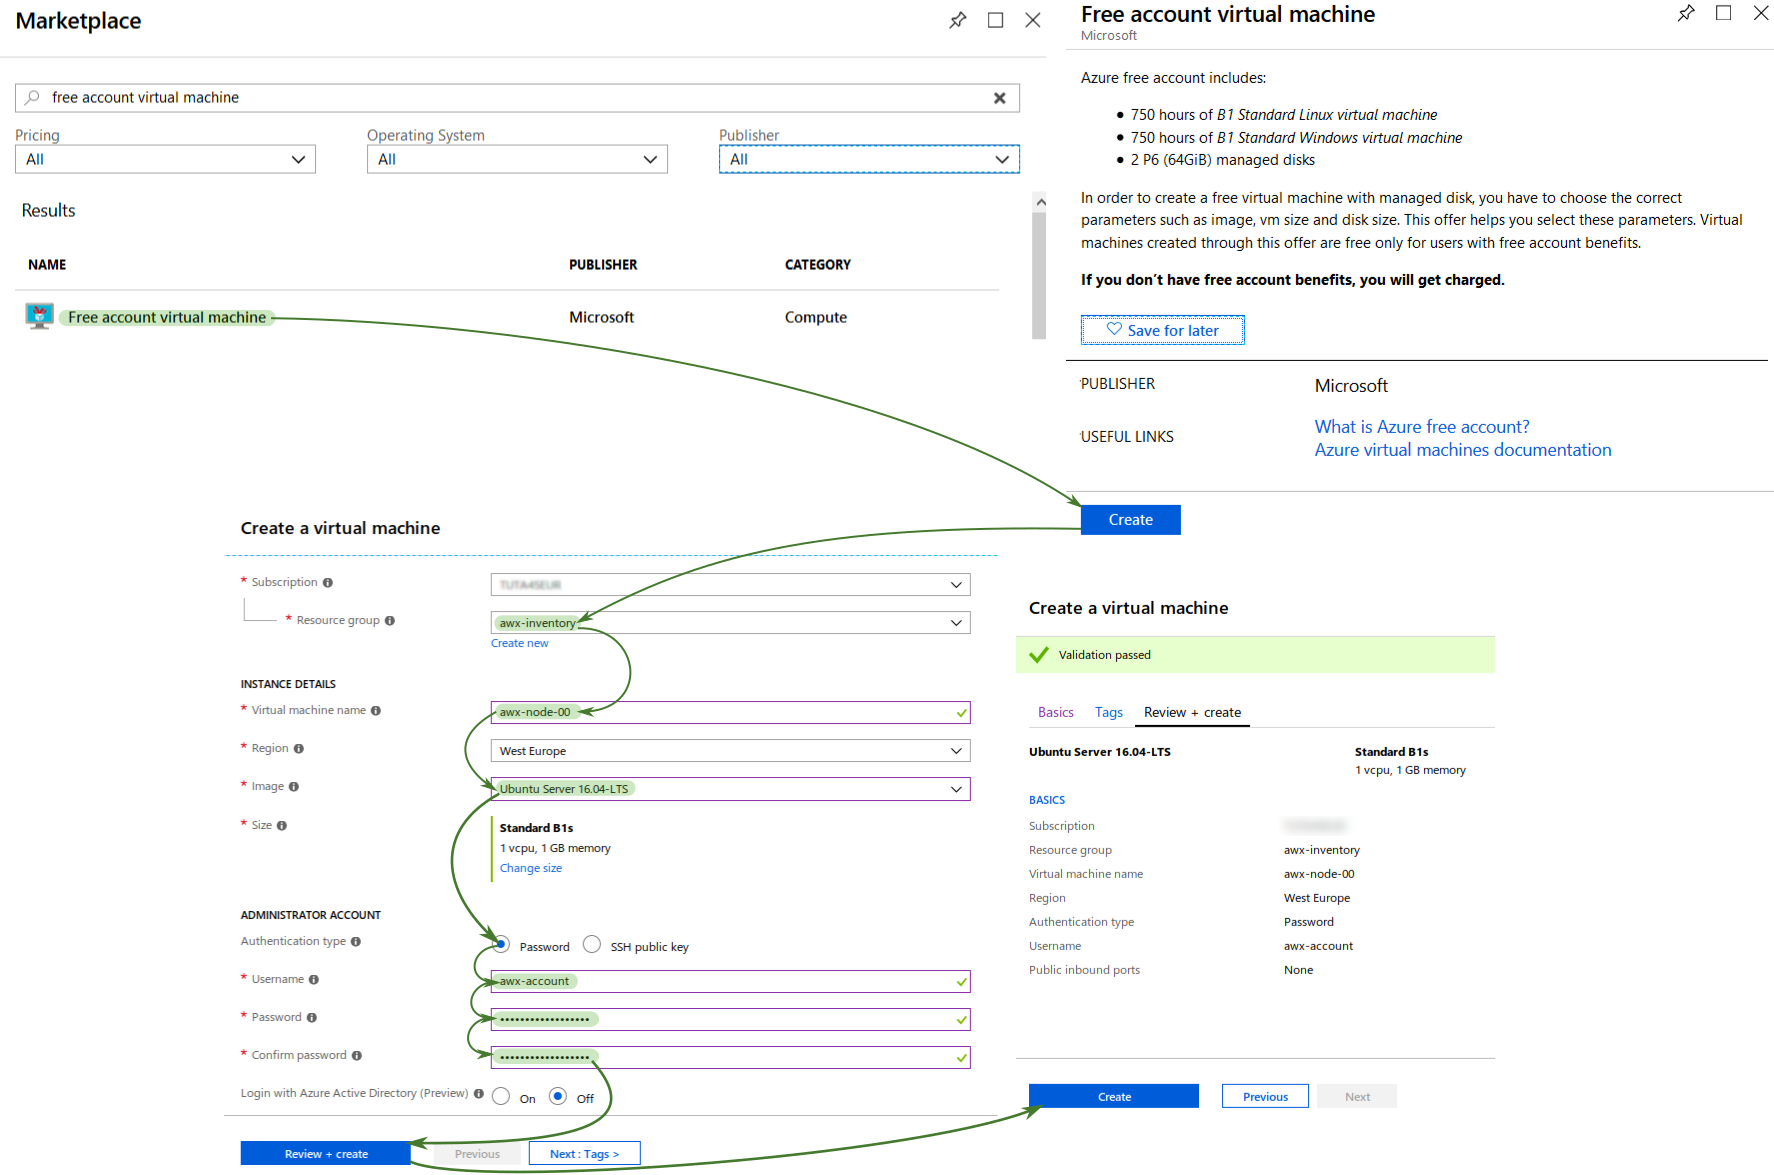 Marketplace
free account virtual machine
Pricing
Operating System
Publisher
All
All
All
Results
NAME
PUBLISHER
CATEGORY
Free account virtual machine
Microsoft
Compute
Free account virtual machine
Microsoft
Azure free account includes:
• 750 hours of B1 Standard Linux virtual machine
• 750 hours of B1 Standard Windows virtual machine
• 2 P6 (64GiB) managed disks
In order to create a free virtual machine with managed disk, you have to choose the correct
parameters such as image, vm size and disk size. This offer helps you select these parameters. Virtual
machines created through this offer are free only for users with free account benefits.
If you don't have free account benefits, you will get charged.
Save for later
PUBLISHER
Microsoft
USEFUL LINKS
What is Azure free account?
Azure virtual machines documentation
Create
Create a virtual machine
* Subscription
* Resource group
awx-inventory
Create new
INSTANCE DETAILS
* Virtual machine name
awx-node-00
* Region
West Europe
* Image
Ubuntu Server 16.04-LTS
* Size
Standard B1s
1 vcpu, 1 GB memory
Change size
ADMINISTRATOR ACCOUNT
Authentication type
Password
SSH public key
* Username
awx-account
* Password
* Confirm password
Login with Azure Active Directory (Preview)
On
Off
Review + create
Previous
Next : Tags >
Create a virtual machine
Validation passed
Basics
Tags
Review + create
Ubuntu Server 16.04-LTS
Standard B1s
1 vcpu, 1 GB memory
BASICS
Subscription
Resource group
awx-inventory
Virtual machine name
awx-node-00
Region
West Europe
Authentication type
Password
Username
awx-account
Public inbound ports
None
Create
Previous
Next